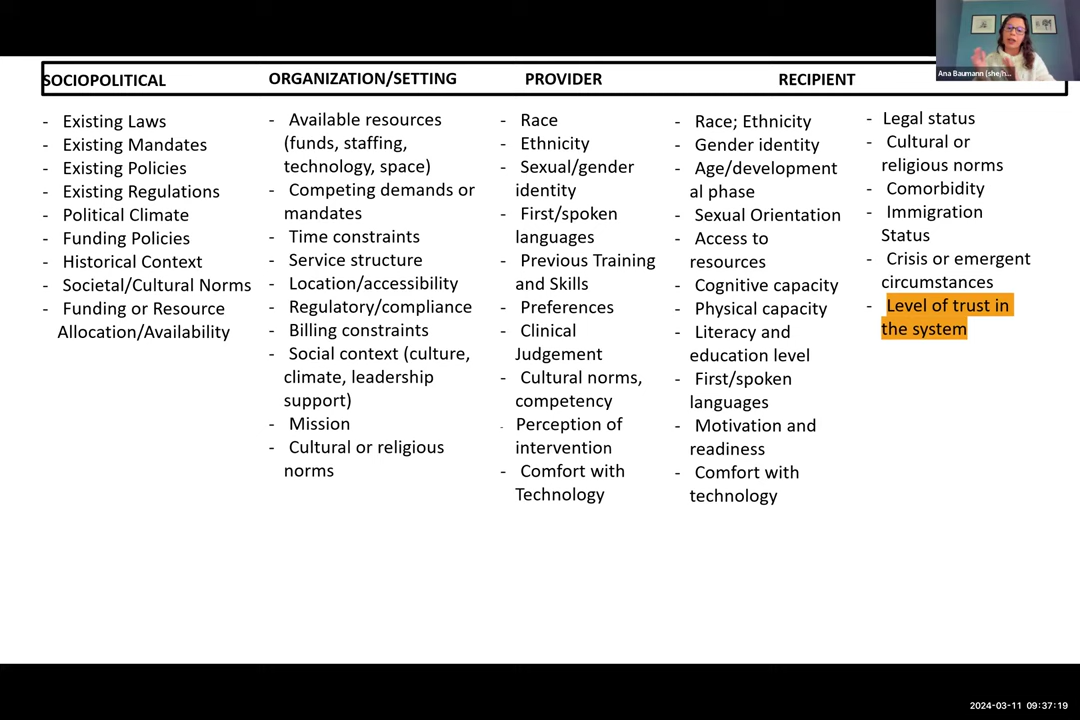 SOCIOPOLITICAL
- Existing Laws
- Existing Mandates
- Existing Policies
- Existing Regulations
- Political Climate
- Funding Policies
- Historical Context
- Societal/Cultural Norms
- Funding or Resource
Allocation/Availability
ORGANIZATION/SETTING
- Available resources
(funds, staffing,
technology, space)
- Competing demands or
mandates
- Time constraints
- Service structure
- Location/accessibility
- Regulatory/compliance
- Billing constraints
- Social context (culture,
climate, leadership
support)
- Mission
- Cultural or religious
norms
PROVIDER
- Race
- Ethnicity
- Sexual/gender
identity
- First/spoken
languages
- Previous Training
and Skills
- Preferences
- Clinical
Judgement
- Cultural norms,
competency
- Perception of
intervention
- Comfort with
Technology
RECIPIENT
- Race; Ethnicity
- Gender identity
- Age/development
al phase
- Sexual Orientation
- Access to
resources
- Cognitive capacity
- Physical capacity
- Literacy and
education level
- First/spoken
languages
- Motivation and
readiness
- Comfort with
technology
- Legal status
- Cultural or
religious norms
- Comorbidity
- Immigration
Status
- Crisis or emergent
circumstances
- Level of trust in
the system
Ana Baumann (she/h...
2024-03-11 09:37:19